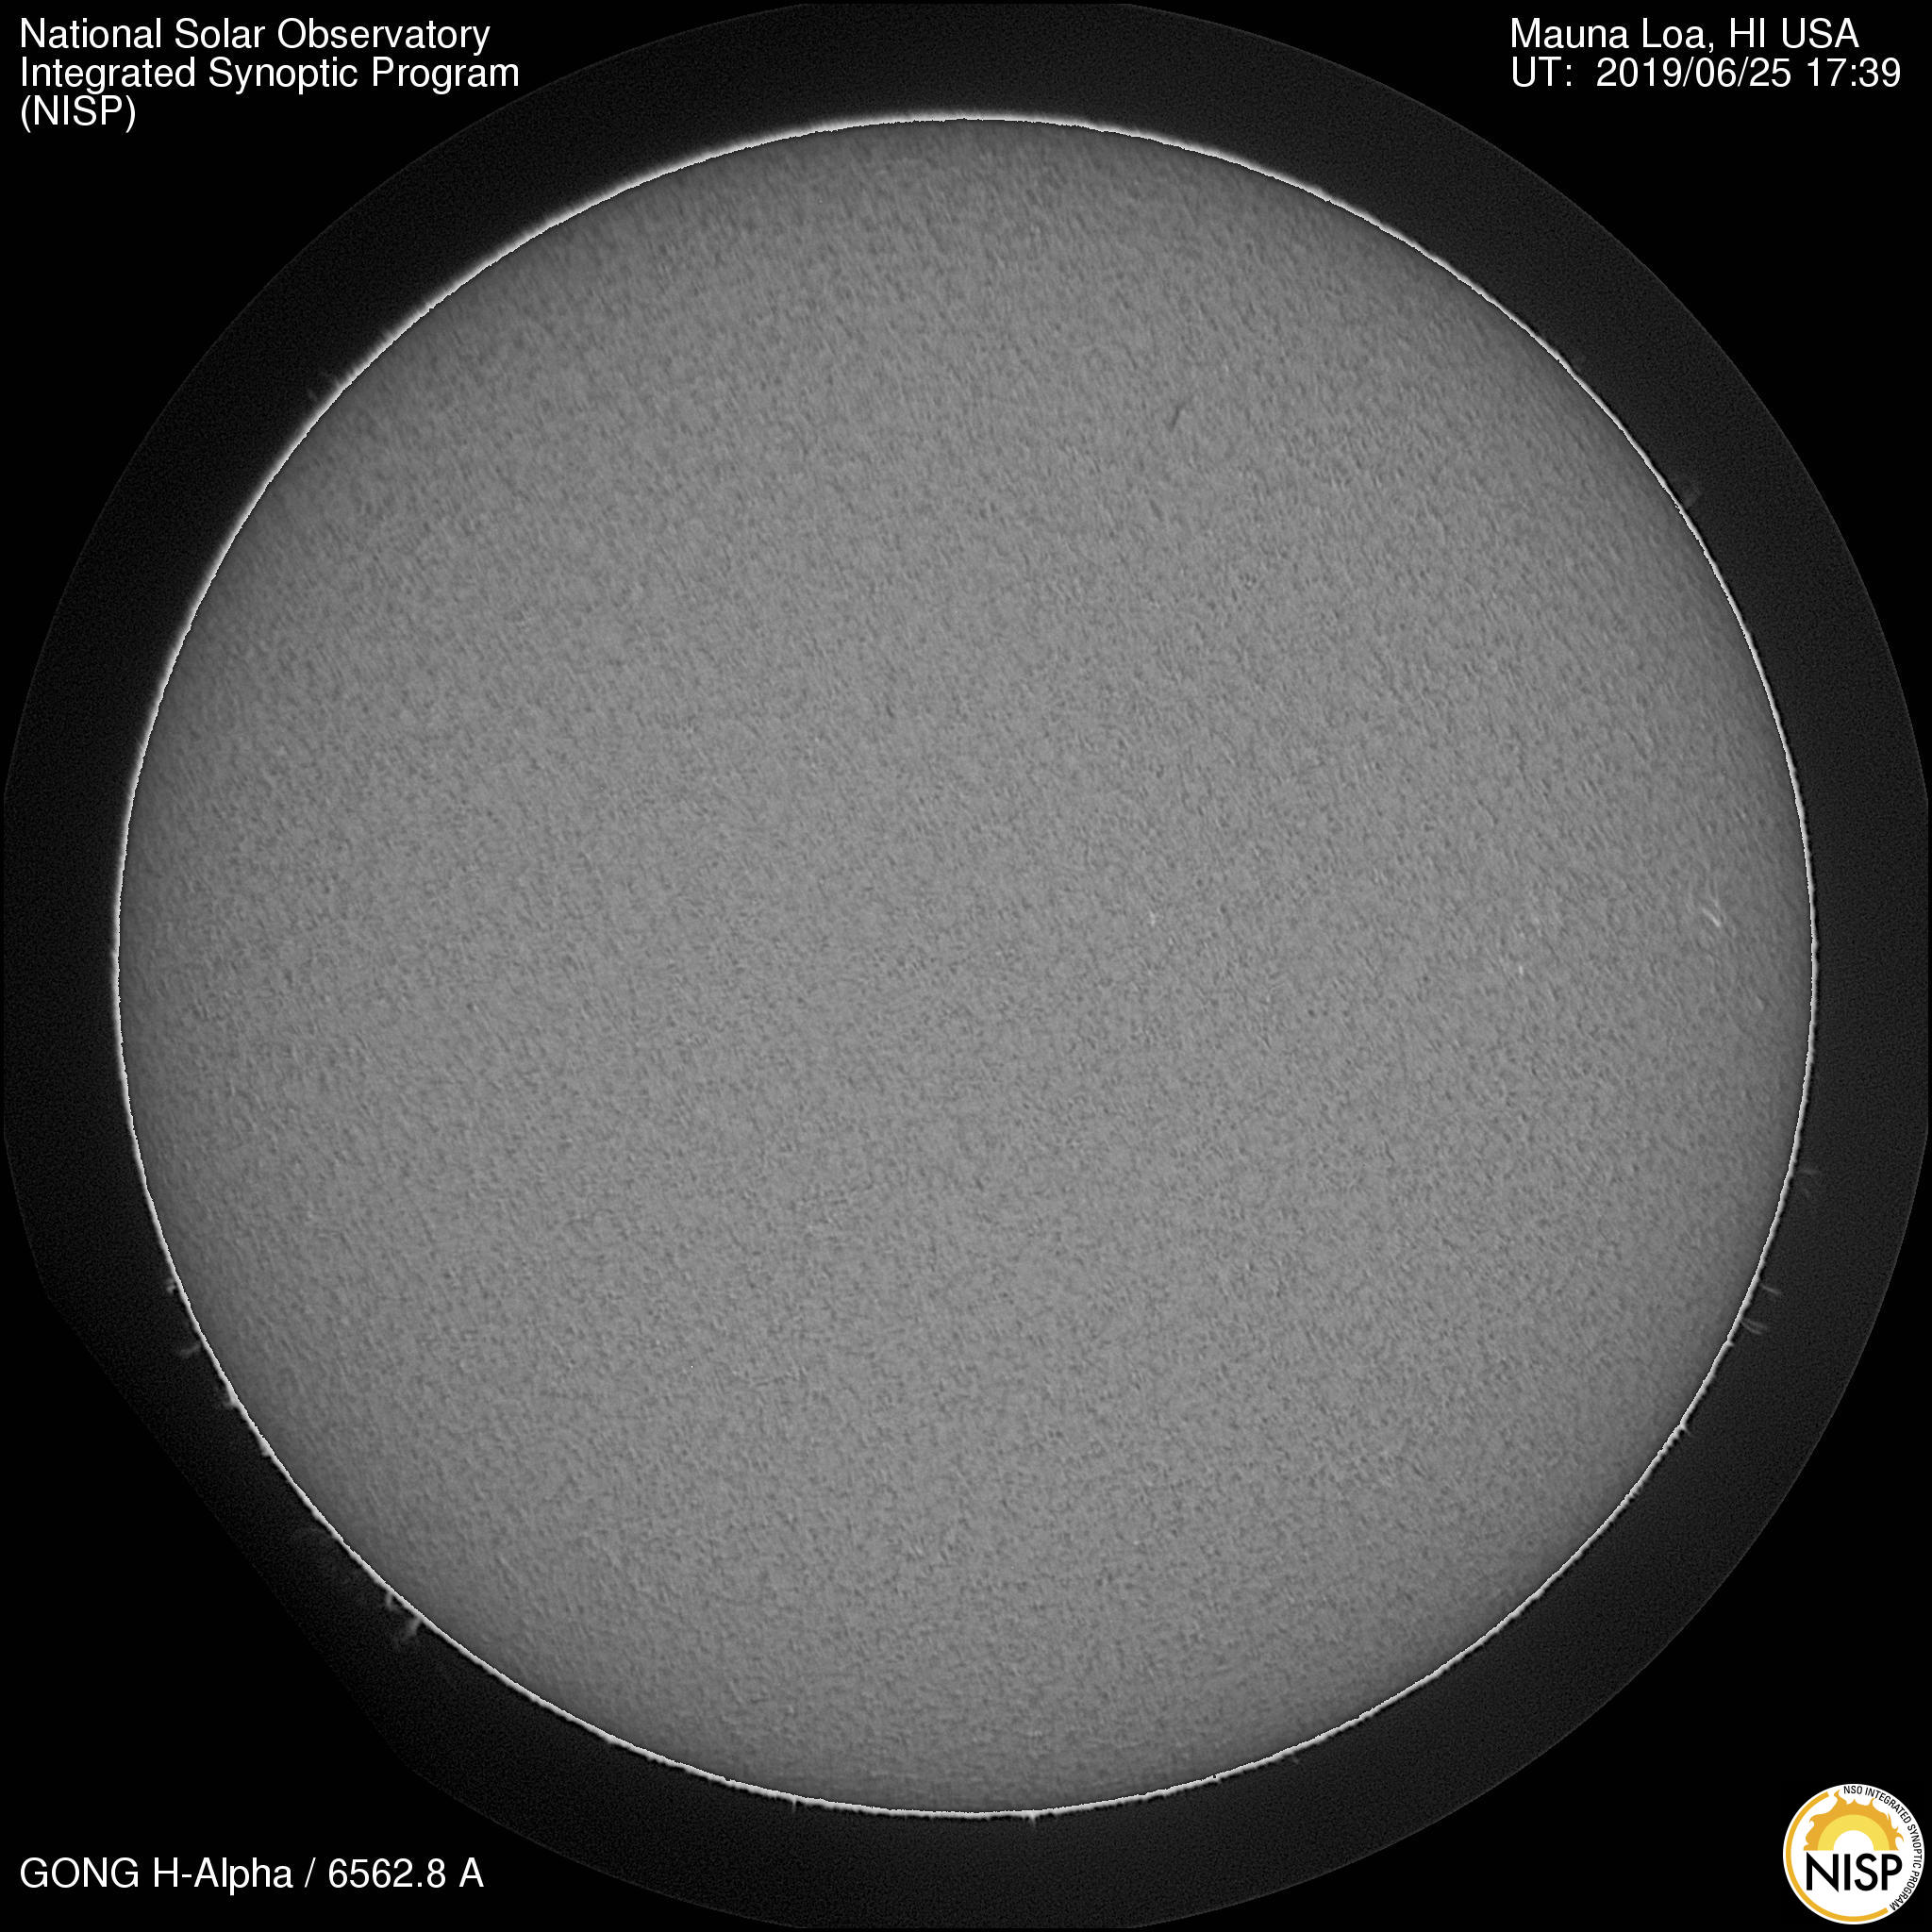 National Solar Observatory
Integrated Synoptic Program
(NISP)
Mauna Loa, HI USA
UT: 2019/06/25 17:39
GONG H-Alpha / 6562.8 A
NSO INTEGRATED SYNOPTIC PROGRAM
NISP